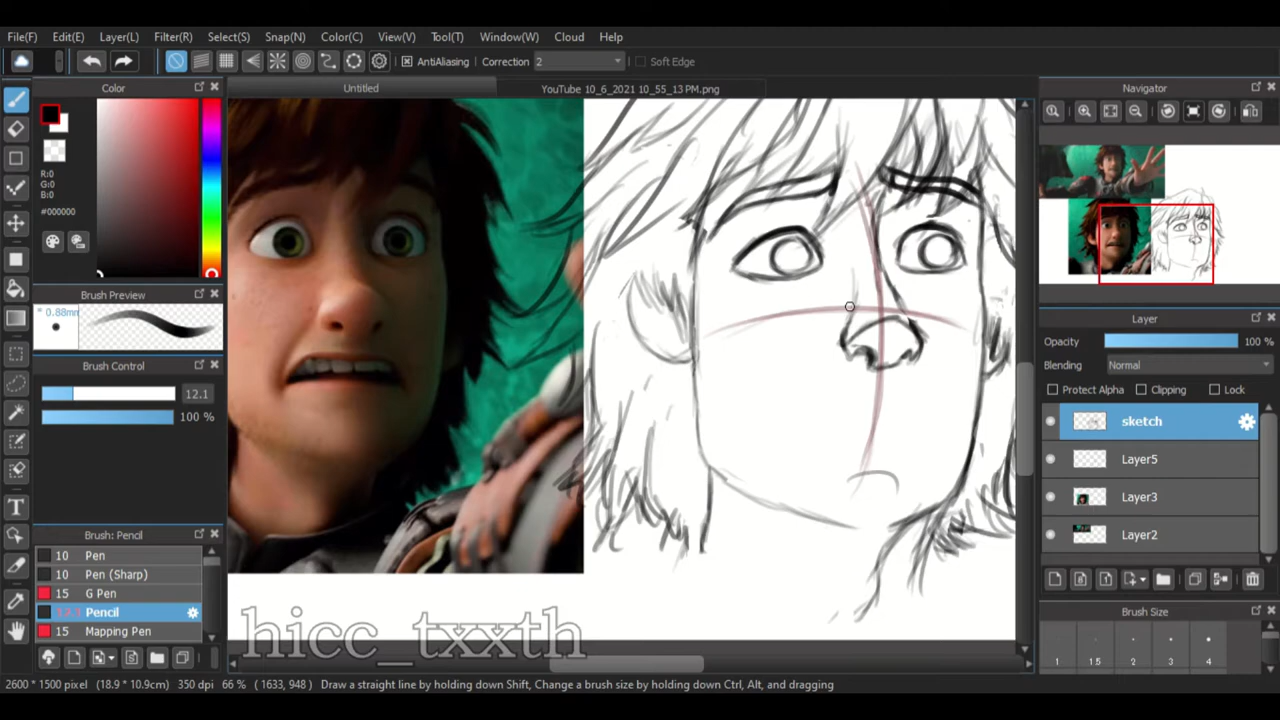 File(F) Edit(E) Layer(L) Filter(R) Select(S) Snap(N) Color(C) View(V) Tool(T) Window(W) Cloud Help
AntiAliasing Correction 2 Soft Edge
Color
Untitled
YouTube 10_6_2021 10_55_13 PM.png
Navigator
R:0
G:0
B:0
#000000
Brush Preview
* 0.88mm
Brush Control
12.1
100 %
Brush: Pencil
10 Pen
10 Pen (Sharp)
15 G Pen
12.1 Pencil
15 Mapping Pen
hicc_txxth
Layer
Opacity 100 %
Blending Normal
Protect Alpha Clipping Lock
sketch
Layer5
Layer3
Layer2
Brush Size
1 1.5 2 3 4
2600 * 1500 pixel (18.9 * 10.9cm) 350 dpi 66 % ( 1633, 948 ) Draw a straight line by holding down Shift, Change a brush size by holding down Ctrl, Alt, and dragging